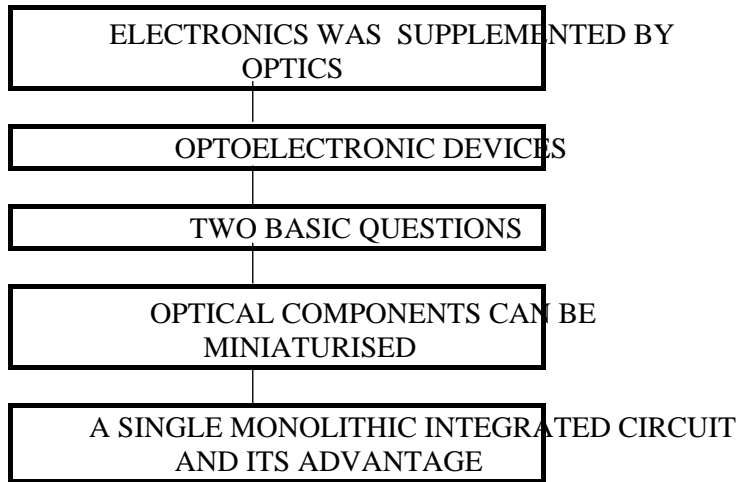 ELECTRONICS WAS SUPPLEMENTED BY
OPTICS
OPTOELECTRONIC DEVICES
TWO BASIC QUESTIONS
OPTICAL COMPONENTS CAN BE
MINIATURISED
A SINGLE MONOLITHIC INTEGRATED CIRCUIT
AND ITS ADVANTAGE